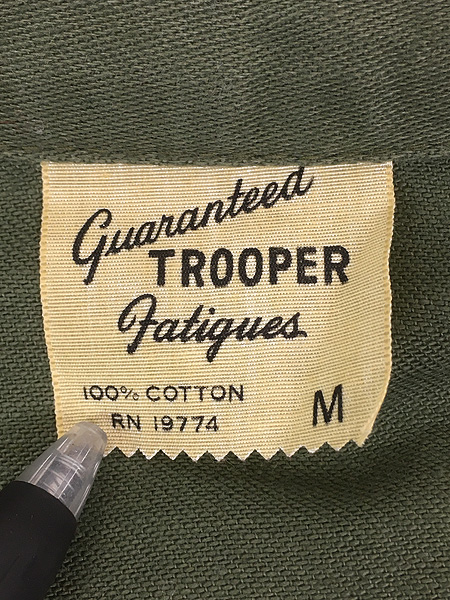 Guaranteed
TROOPER
Fatigues
100% COTTON
RN 19774
M